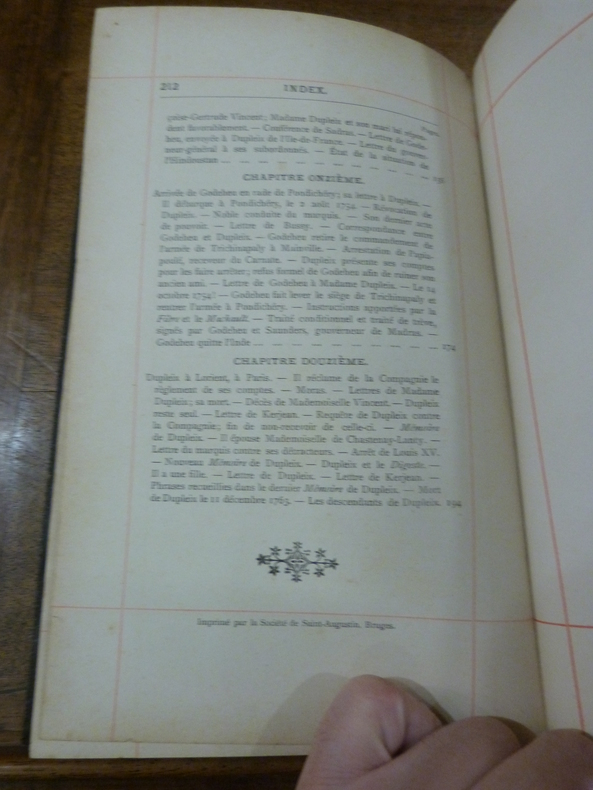 212
INDEX.
Pages.
çoise-Gertrude Vincent; Madame Dupleix et son mari lui répon-
dent favorablement. — Conférence de Sadras. — Lettre de Gode-
heu, envoyée à Dupleix de l'Ile-de-France. — Lettre du gouver-
neur-général à ses subordonnés. — État de la situation de
l'Hindoustan
CHAPITRE ONZIÈME.
Arrivée de Godeheu en rade de Pondichéry; sa lettre à Dupleix. —
Il débarque à Pondichéry, le 2 août 1754. — Révocation de
Dupleix. — Noble conduite du marquis. — Son dernier acte
de pouvoir. — Lettre de Bussy. — Correspondance entre
Godeheu et Dupleix. — Godeheu retire le commandement de
l'armée de Trichinapaly à Mainville. — Arrestation de Papia-
poulé, receveur du Carnate. — Dupleix présente ses comptes
pour les faire arrêter; refus formel de Godeheu afin de ruiner son
ancien ami. — Lettre de Godeheu à Madame Dupleix. — Le 14
octobre 1754! — Godeheu fait lever le siège de Trichinapaly et
rentrer l'armée à Pondichéry. — Instructions apportées par la
Flore et le Machault. — Traité conditionnel et traité de trève,
signés par Godeheu et Saunders, gouverneur de Madras. —
Godeheu quitte l'Inde ... — — — — — — — 174
CHAPITRE DOUZIÈME.
Dupleix à Lorient, à Paris. — Il réclame de la Compagnie le
règlement de ses comptes. — Moras. — Lettres de Madame
Dupleix; sa mort. — Décès de Mademoiselle Vincent. — Dupleix
reste seul. — Lettre de Kerjean. — Requête de Dupleix contre
la Compagnie; fin de non-recevoir de celle-ci. — Mémoire
de Dupleix. — Il épouse Mademoiselle de Chastenay-Lanty. —
Lettre du marquis contre ses détracteurs. — Arrêt de Louis XV.
— Nouveau Mémoire de Dupleix. — Dupleix et le Digeste. —
Il a une fille. — Lettre de Dupleix. — Lettre de Kerjean. —
Phrases recueillies dans le dernier Mémoire de Dupleix. — Mort
de Dupleix le 11 décembre 1763. — Les descendants de Dupleix. 194
Imprimé par la Société de Saint-Augustin, Bruges.